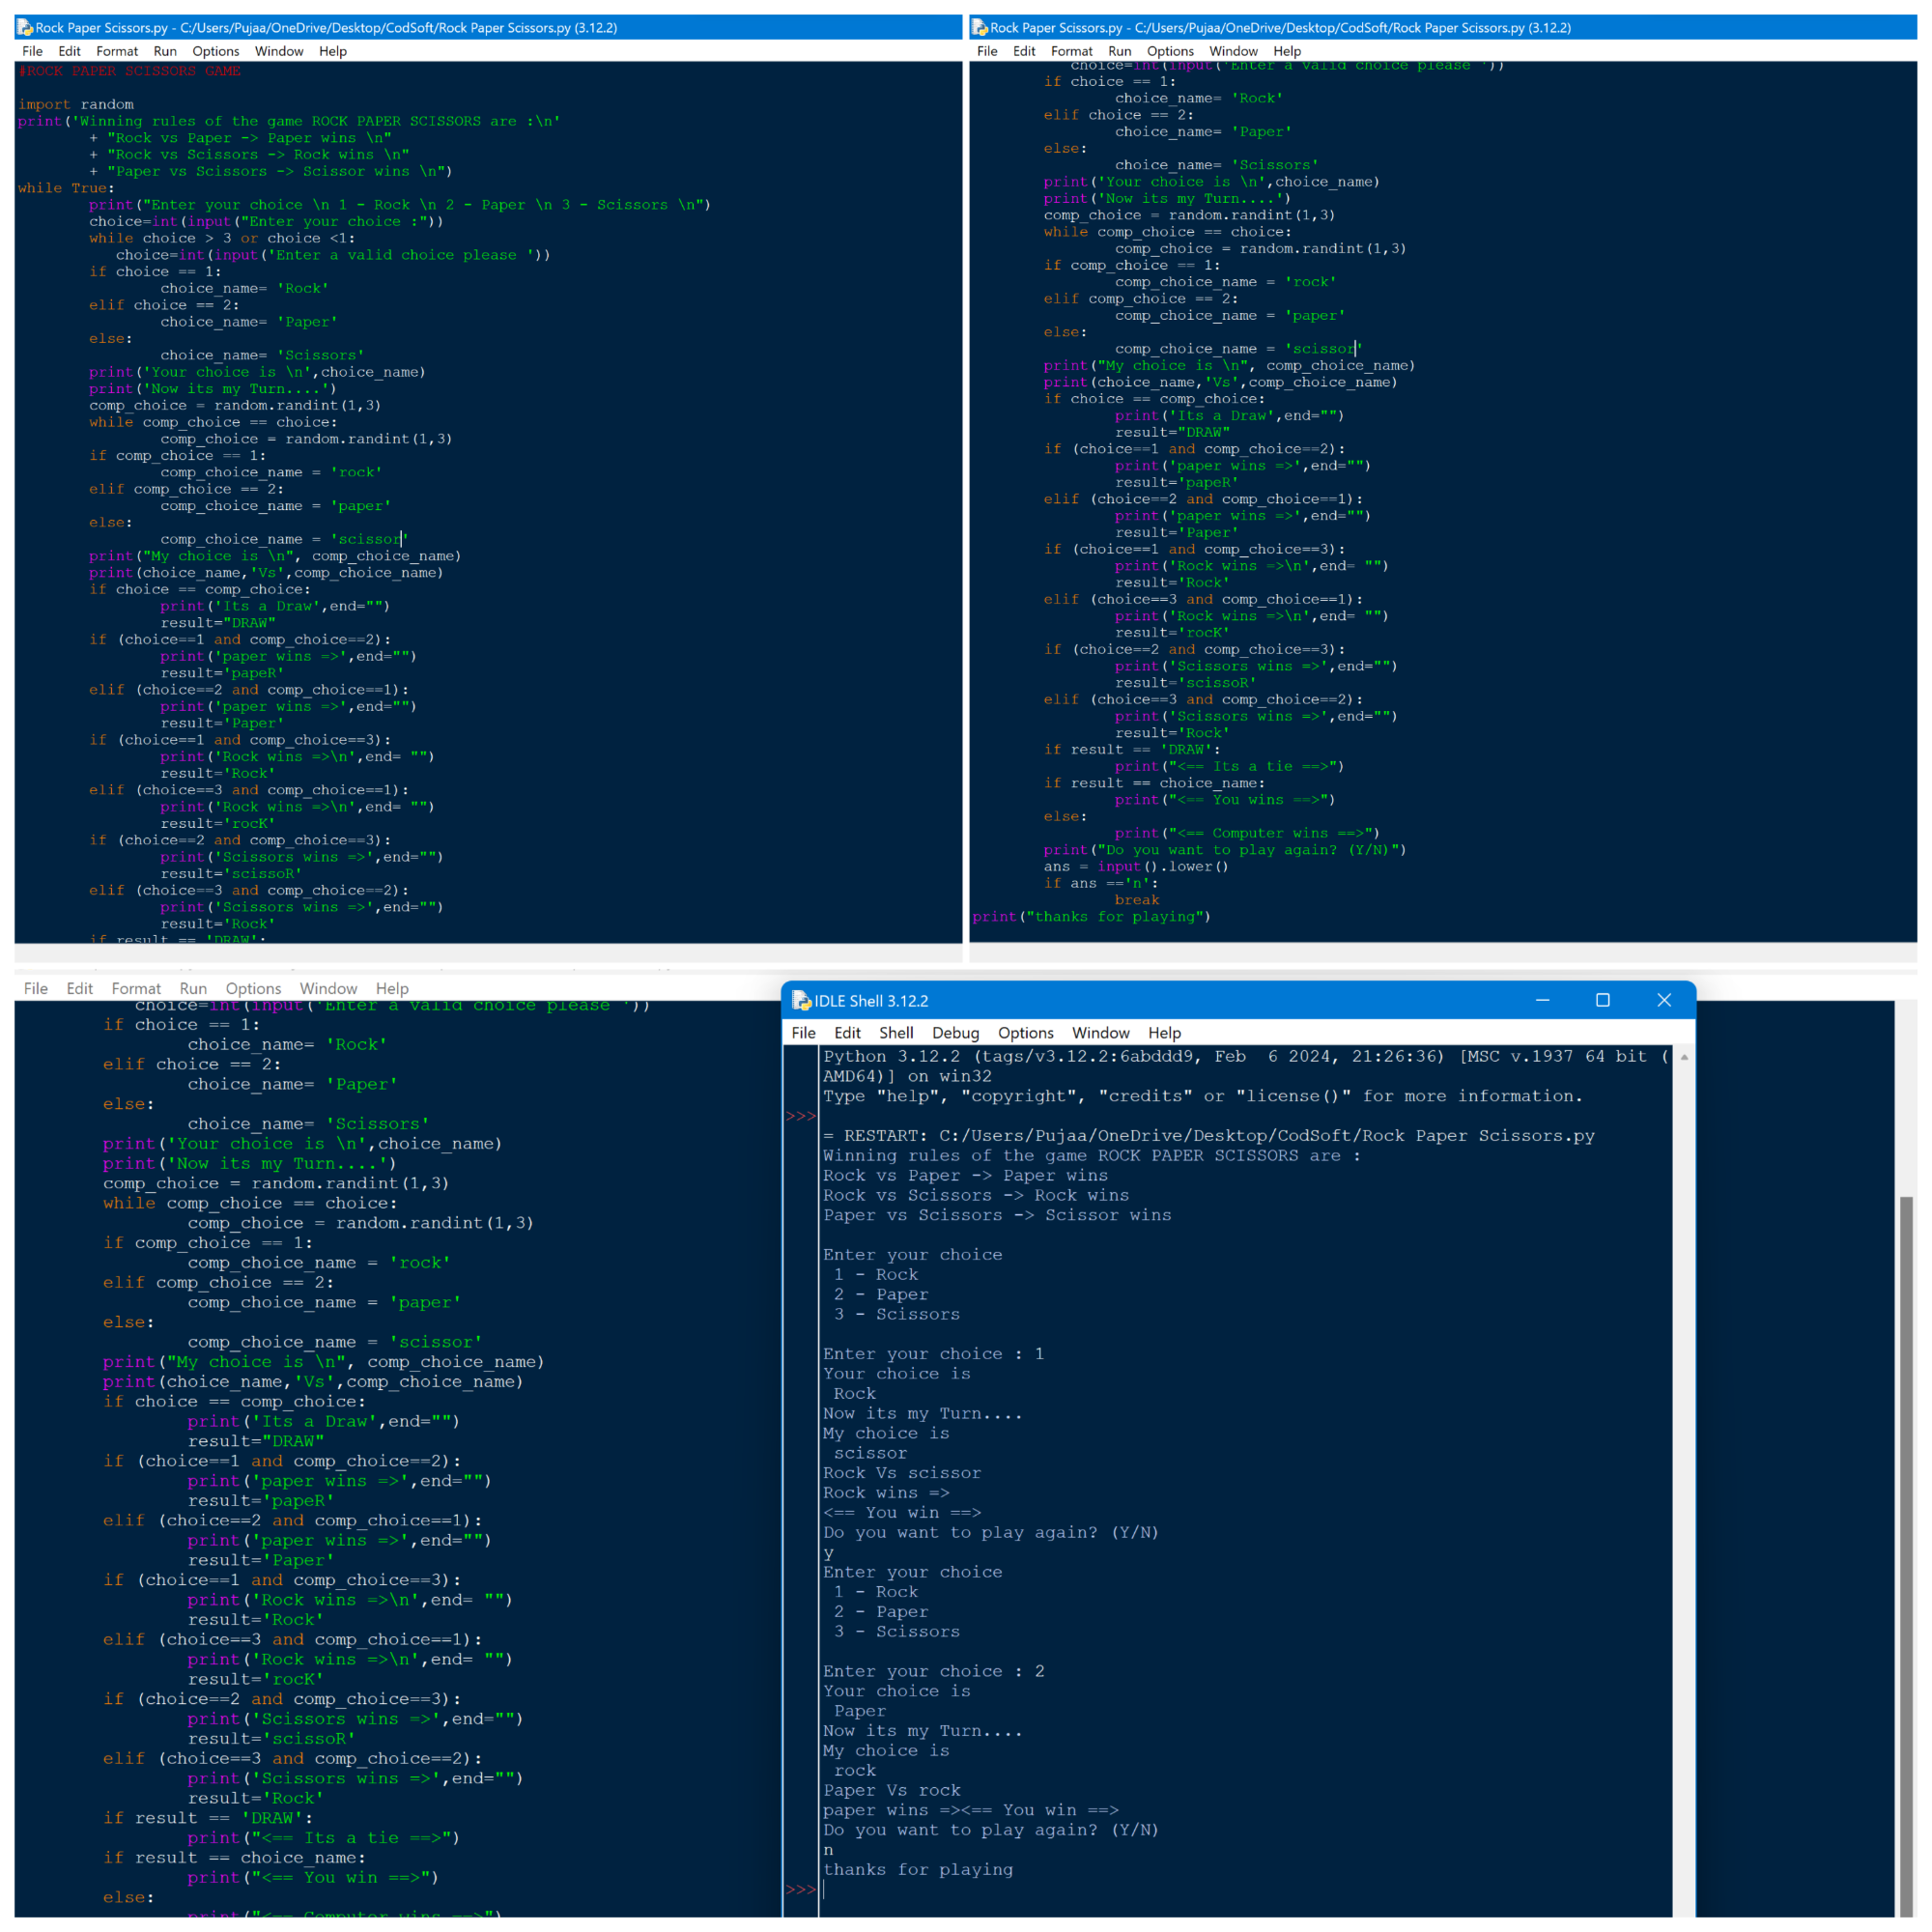 Rock Paper Scissors.py - C:/Users/Pujaa/OneDrive/Desktop/CodSoft/Rock Paper Scissors.py (3.12.2)
File Edit Format Run Options Window Help
#ROCK PAPER SCISSORS GAME
import random
print('Winning rules of the game ROCK PAPER SCISSORS are :\n'
+ "Rock vs Paper -> Paper wins \n"
+ "Rock vs Scissors -> Rock wins \n"
+ "Paper vs Scissors -> Scissor wins \n")
while True:
print("Enter your choice \n 1 - Rock \n 2 - Paper \n 3 - Scissors \n")
choice=int(input("Enter your choice :"))
while choice > 3 or choice <1:
choice=int(input('Enter a valid choice please '))
if choice == 1:
choice_name= 'Rock'
elif choice == 2:
choice_name= 'Paper'
else:
choice_name= 'Scissors'
print('Your choice is \n',choice_name)
print('Now its my Turn....')
comp_choice = random.randint(1,3)
while comp_choice == choice:
comp_choice = random.randint(1,3)
if comp_choice == 1:
comp_choice_name = 'rock'
elif comp_choice == 2:
comp_choice_name = 'paper'
else:
comp_choice_name = 'scissor'
print("My choice is \n", comp_choice_name)
print(choice_name,'Vs',comp_choice_name)
if choice == comp_choice:
print('Its a Draw',end="")
result="DRAW"
if (choice==1 and comp_choice==2):
print('paper wins =>',end="")
result='papeR'
elif (choice==2 and comp_choice==1):
print('paper wins =>',end="")
result='Paper'
if (choice==1 and comp_choice==3):
print('Rock wins =>\n',end= "")
result='Rock'
elif (choice==3 and comp_choice==1):
print('Rock wins =>\n',end= "")
result='rocK'
if (choice==2 and comp_choice==3):
print('Scissors wins =>',end="")
result='scissoR'
elif (choice==3 and comp_choice==2):
print('Scissors wins =>',end="")
result='Rock'
if result == 'DRAW':
Rock Paper Scissors.py - C:/Users/Pujaa/OneDrive/Desktop/CodSoft/Rock Paper Scissors.py (3.12.2)
File Edit Format Run Options Window Help
choice=int(input('Enter a valid choice please '))
if choice == 1:
choice_name= 'Rock'
elif choice == 2:
choice_name= 'Paper'
else:
choice_name= 'Scissors'
print('Your choice is \n',choice_name)
print('Now its my Turn....')
comp_choice = random.randint(1,3)
while comp_choice == choice:
comp_choice = random.randint(1,3)
if comp_choice == 1:
comp_choice_name = 'rock'
elif comp_choice == 2:
comp_choice_name = 'paper'
else:
comp_choice_name = 'scissor'
print("My choice is \n", comp_choice_name)
print(choice_name,'Vs',comp_choice_name)
if choice == comp_choice:
print('Its a Draw',end="")
result="DRAW"
if (choice==1 and comp_choice==2):
print('paper wins =>',end="")
result='papeR'
elif (choice==2 and comp_choice==1):
print('paper wins =>',end="")
result='Paper'
if (choice==1 and comp_choice==3):
print('Rock wins =>\n',end= "")
result='Rock'
elif (choice==3 and comp_choice==1):
print('Rock wins =>\n',end= "")
result='rocK'
if (choice==2 and comp_choice==3):
print('Scissors wins =>',end="")
result='scissoR'
elif (choice==3 and comp_choice==2):
print('Scissors wins =>',end="")
result='Rock'
if result == 'DRAW':
print("<== Its a tie ==>")
if result == choice_name:
print("<== You wins ==>")
else:
print("<== Computer wins ==>")
print("Do you want to play again? (Y/N)")
ans = input().lower()
if ans =='n':
break
print("thanks for playing")
File Edit Format Run Options Window Help
choice=int(input('Enter a valid choice please '))
if choice == 1:
choice_name= 'Rock'
elif choice == 2:
choice_name= 'Paper'
else:
choice_name= 'Scissors'
print('Your choice is \n',choice_name)
print('Now its my Turn....')
comp_choice = random.randint(1,3)
while comp_choice == choice:
comp_choice = random.randint(1,3)
if comp_choice == 1:
comp_choice_name = 'rock'
elif comp_choice == 2:
comp_choice_name = 'paper'
else:
comp_choice_name = 'scissor'
print("My choice is \n", comp_choice_name)
print(choice_name,'Vs',comp_choice_name)
if choice == comp_choice:
print('Its a Draw',end="")
result="DRAW"
if (choice==1 and comp_choice==2):
print('paper wins =>',end="")
result='papeR'
elif (choice==2 and comp_choice==1):
print('paper wins =>',end="")
result='Paper'
if (choice==1 and comp_choice==3):
print('Rock wins =>\n',end= "")
result='Rock'
elif (choice==3 and comp_choice==1):
print('Rock wins =>\n',end= "")
result='rocK'
if (choice==2 and comp_choice==3):
print('Scissors wins =>',end="")
result='scissoR'
elif (choice==3 and comp_choice==2):
print('Scissors wins =>',end="")
result='Rock'
if result == 'DRAW':
print("<== Its a tie ==>")
if result == choice_name:
print("<== You win ==>")
else:
print("<== Computer wins ==>")
IDLE Shell 3.12.2
File Edit Shell Debug Options Window Help
Python 3.12.2 (tags/v3.12.2:6abddd9, Feb 6 2024, 21:26:36) [MSC v.1937 64 bit (
AMD64)] on win32
Type "help", "copyright", "credits" or "license()" for more information.
>>>
= RESTART: C:/Users/Pujaa/OneDrive/Desktop/CodSoft/Rock Paper Scissors.py
Winning rules of the game ROCK PAPER SCISSORS are :
Rock vs Paper -> Paper wins
Rock vs Scissors -> Rock wins
Paper vs Scissors -> Scissor wins
Enter your choice
1 - Rock
2 - Paper
3 - Scissors
Enter your choice : 1
Your choice is
Rock
Now its my Turn....
My choice is
scissor
Rock Vs scissor
Rock wins =>
<== You win ==>
Do you want to play again? (Y/N)
y
Enter your choice
1 - Rock
2 - Paper
3 - Scissors
Enter your choice : 2
Your choice is
Paper
Now its my Turn....
My choice is
rock
Paper Vs rock
paper wins =><== You win ==>
Do you want to play again? (Y/N)
n
thanks for playing
>>>